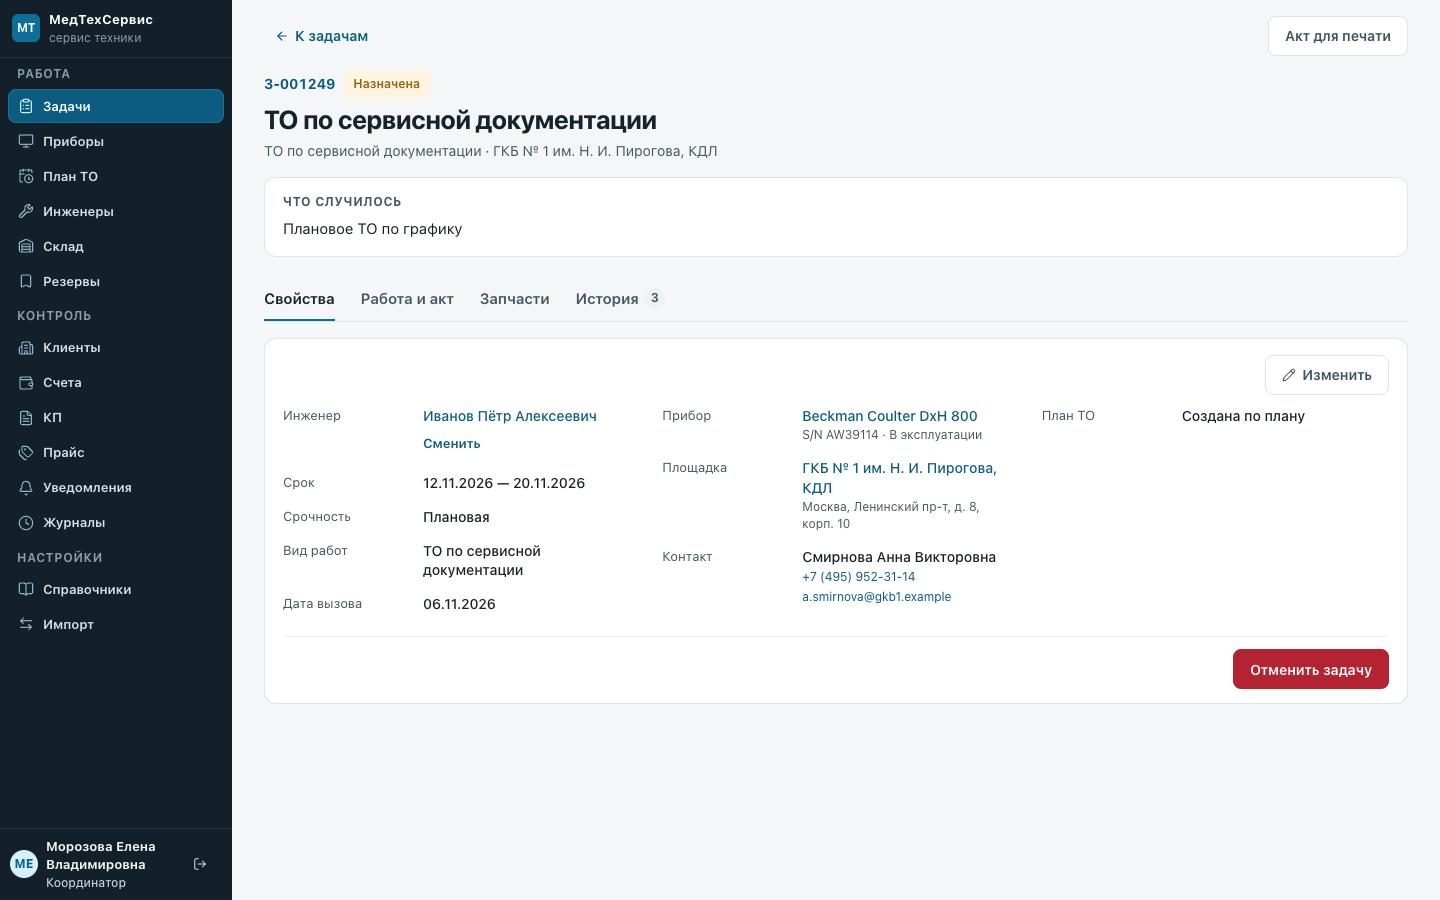 МТ
МедТехСервис
сервис техники
РАБОТА
Задачи
Приборы
План ТО
Инженеры
Склад
Резервы
КОНТРОЛЬ
Клиенты
Счета
КП
Прайс
Уведомления
Журналы
НАСТРОЙКИ
Справочники
Импорт
МЕ
Морозова Елена
Владимировна
Координатор
К задачам
Акт для печати
З-001249 Назначена
ТО по сервисной документации
ТО по сервисной документации · ГКБ № 1 им. Н. И. Пирогова, КДЛ
ЧТО СЛУЧИЛОСЬ
Плановое ТО по графику
Свойства Работа и акт Запчасти История 3
Изменить
Инженер Иванов Пётр Алексеевич
Сменить
Срок 12.11.2026 — 20.11.2026
Срочность Плановая
Вид работ ТО по сервисной
документации
Дата вызова 06.11.2026
Прибор Beckman Coulter DxH 800
S/N AW39114 · В эксплуатации
Площадка ГКБ № 1 им. Н. И. Пирогова,
КДЛ
Москва, Ленинский пр-т, д. 8,
корп. 10
Контакт Смирнова Анна Викторовна
+7 (495) 952-31-14
a.smirnova@gkb1.example
План ТО Создана по плану
Отменить задачу